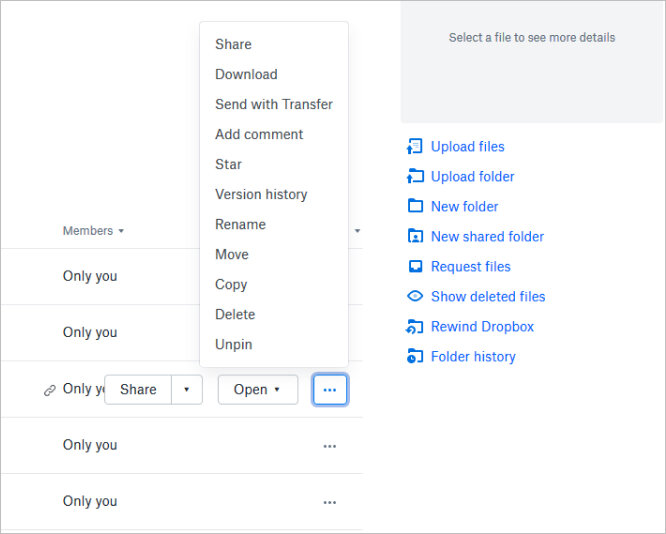 Share
Download
Send with Transfer
Add comment
Star
Version history
Rename
Move
Copy
Delete
Unpin
Members
Only you
Only you
Only yo
Share
Open
Only you
Only you
Select a file to see more details
Upload files
Upload folder
New folder
New shared folder
Request files
Show deleted files
Rewind Dropbox
Folder history